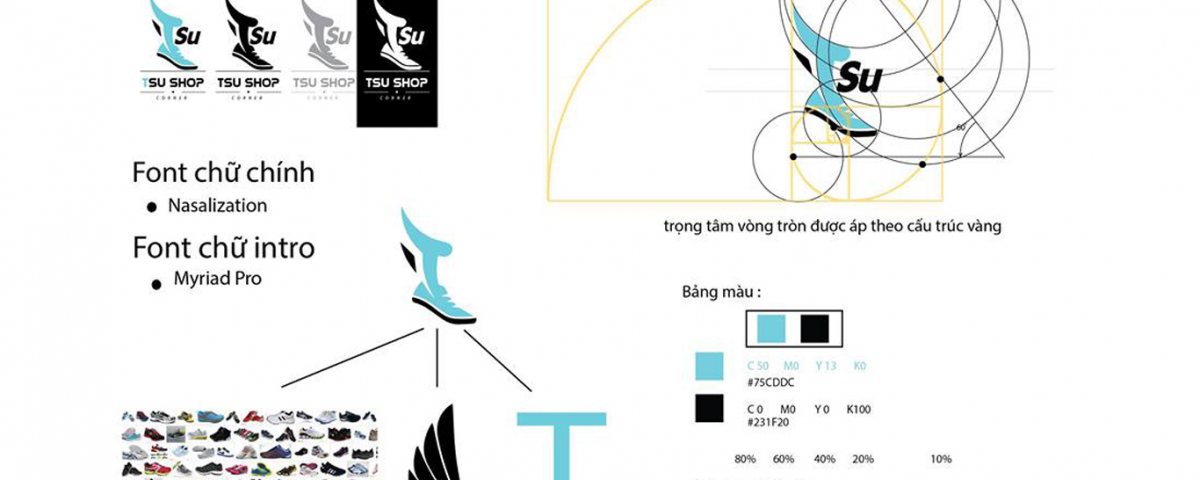 Su Su Su Su
TSU SHOP TSU SHOP TSU SHOP TSU SHOP
CORNER CORNER CORNER CORNER
Su
60
trọng tâm vòng tròn được áp theo cấu trúc vàng
Font chữ chính
Nasalization
Font chữ intro
Myriad Pro
Bảng màu :
C 50 M0 Y 13 K0
#75CDDC
C 0 M0 Y 0 K100
#231F20
80% 60% 40% 20% 10%
T